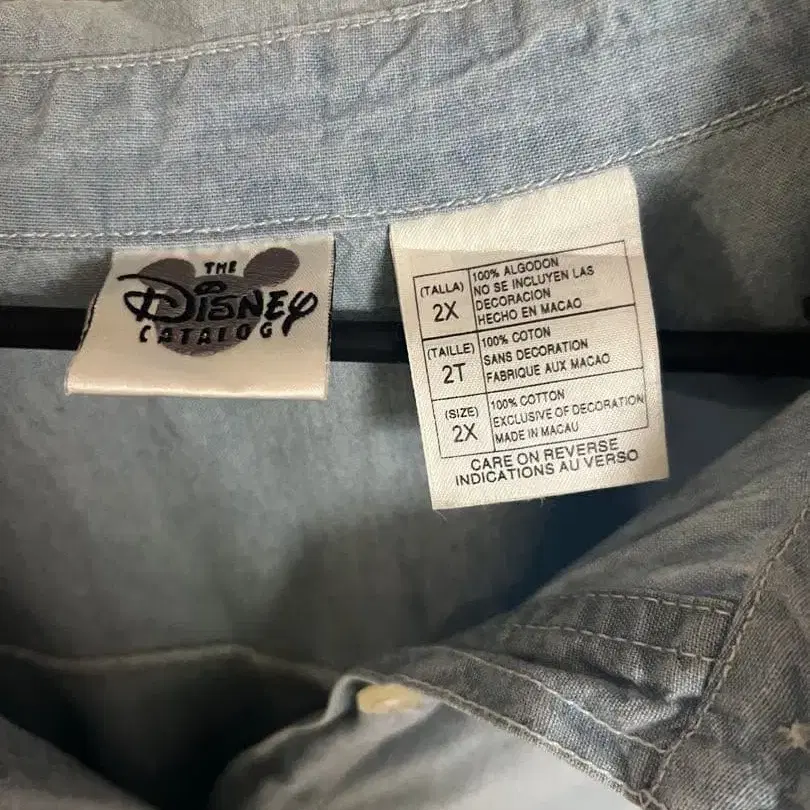 THE
DISNEY
CATALOG
(TALLA)
2X
100% ALGODON
NO SE INCLUYEN LAS
DECORACION
HECHO EN MACAO
(TAILLE)
2T
100% COTON
SANS DECORATION
FABRIQUE AUX MACAO
(SIZE)
2X
100% COTTON
EXCLUSIVE OF DECORATION
MADE IN MACAU
CARE ON REVERSE
INDICATIONS AU VERSO